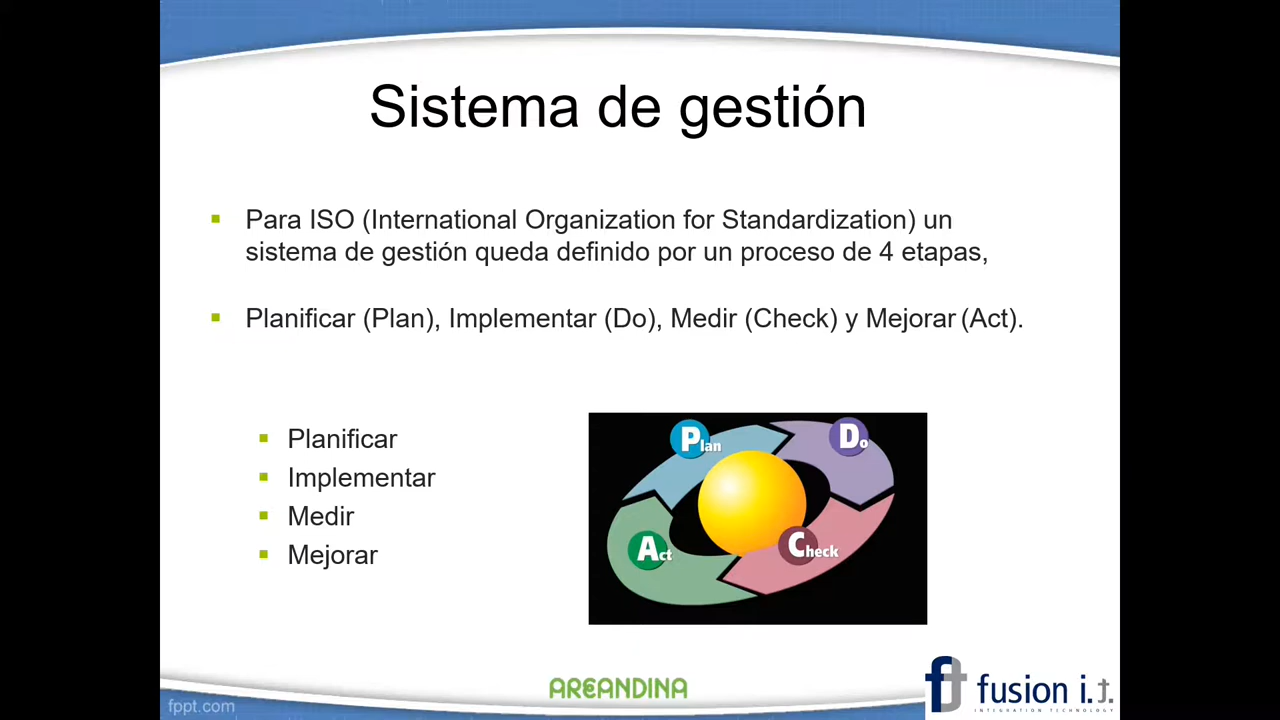 Sistema de gestión
Para ISO (International Organization for Standardization) un
sistema de gestión queda definido por un proceso de 4 etapas,
Planificar (Plan), Implementar (Do), Medir (Check) y Mejorar (Act).
Planificar
Implementar
Medir
Mejorar
Plan
Do
Act
Check
fppt.com
AREANDINA
fusion i.t.
INTEGRATION TECHNOLOGY